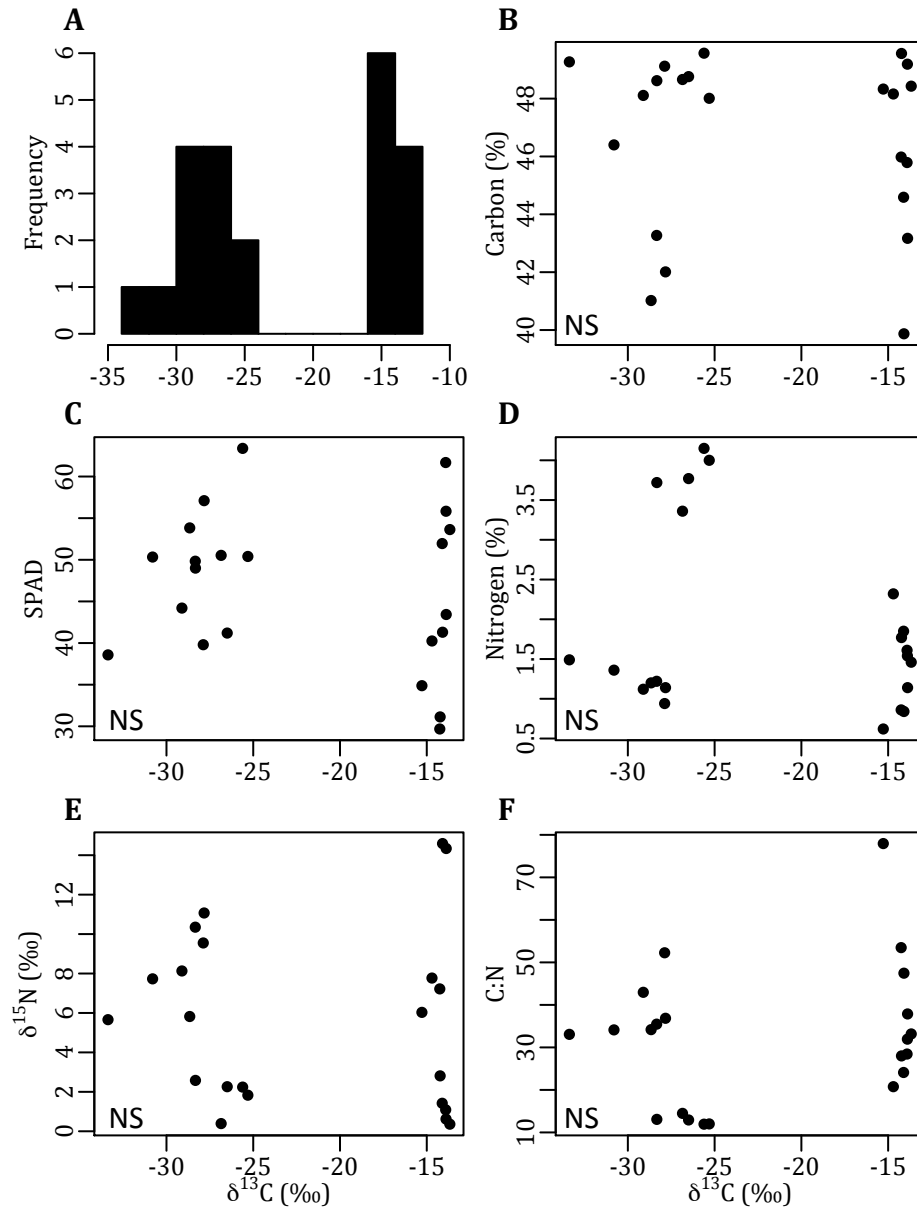 A
Frequency
0 1 2 3 4 5 6
-35 -30 -25 -20 -15 -10
B
Carbon (%)
40 42 44 46 48
NS
-30 -25 -20 -15
C
SPAD
30 40 50 60
NS
-30 -25 -20 -15
D
Nitrogen (%)
0.5 1.5 2.5 3.5
NS
-30 -25 -20 -15
E
δ¹⁵N (‰)
0 2 4 6 8 12
NS
-30 -25 -20 -15
δ¹³C (‰)
F
C:N
10 30 50 70
NS
-30 -25 -20 -15
δ¹³C (‰)